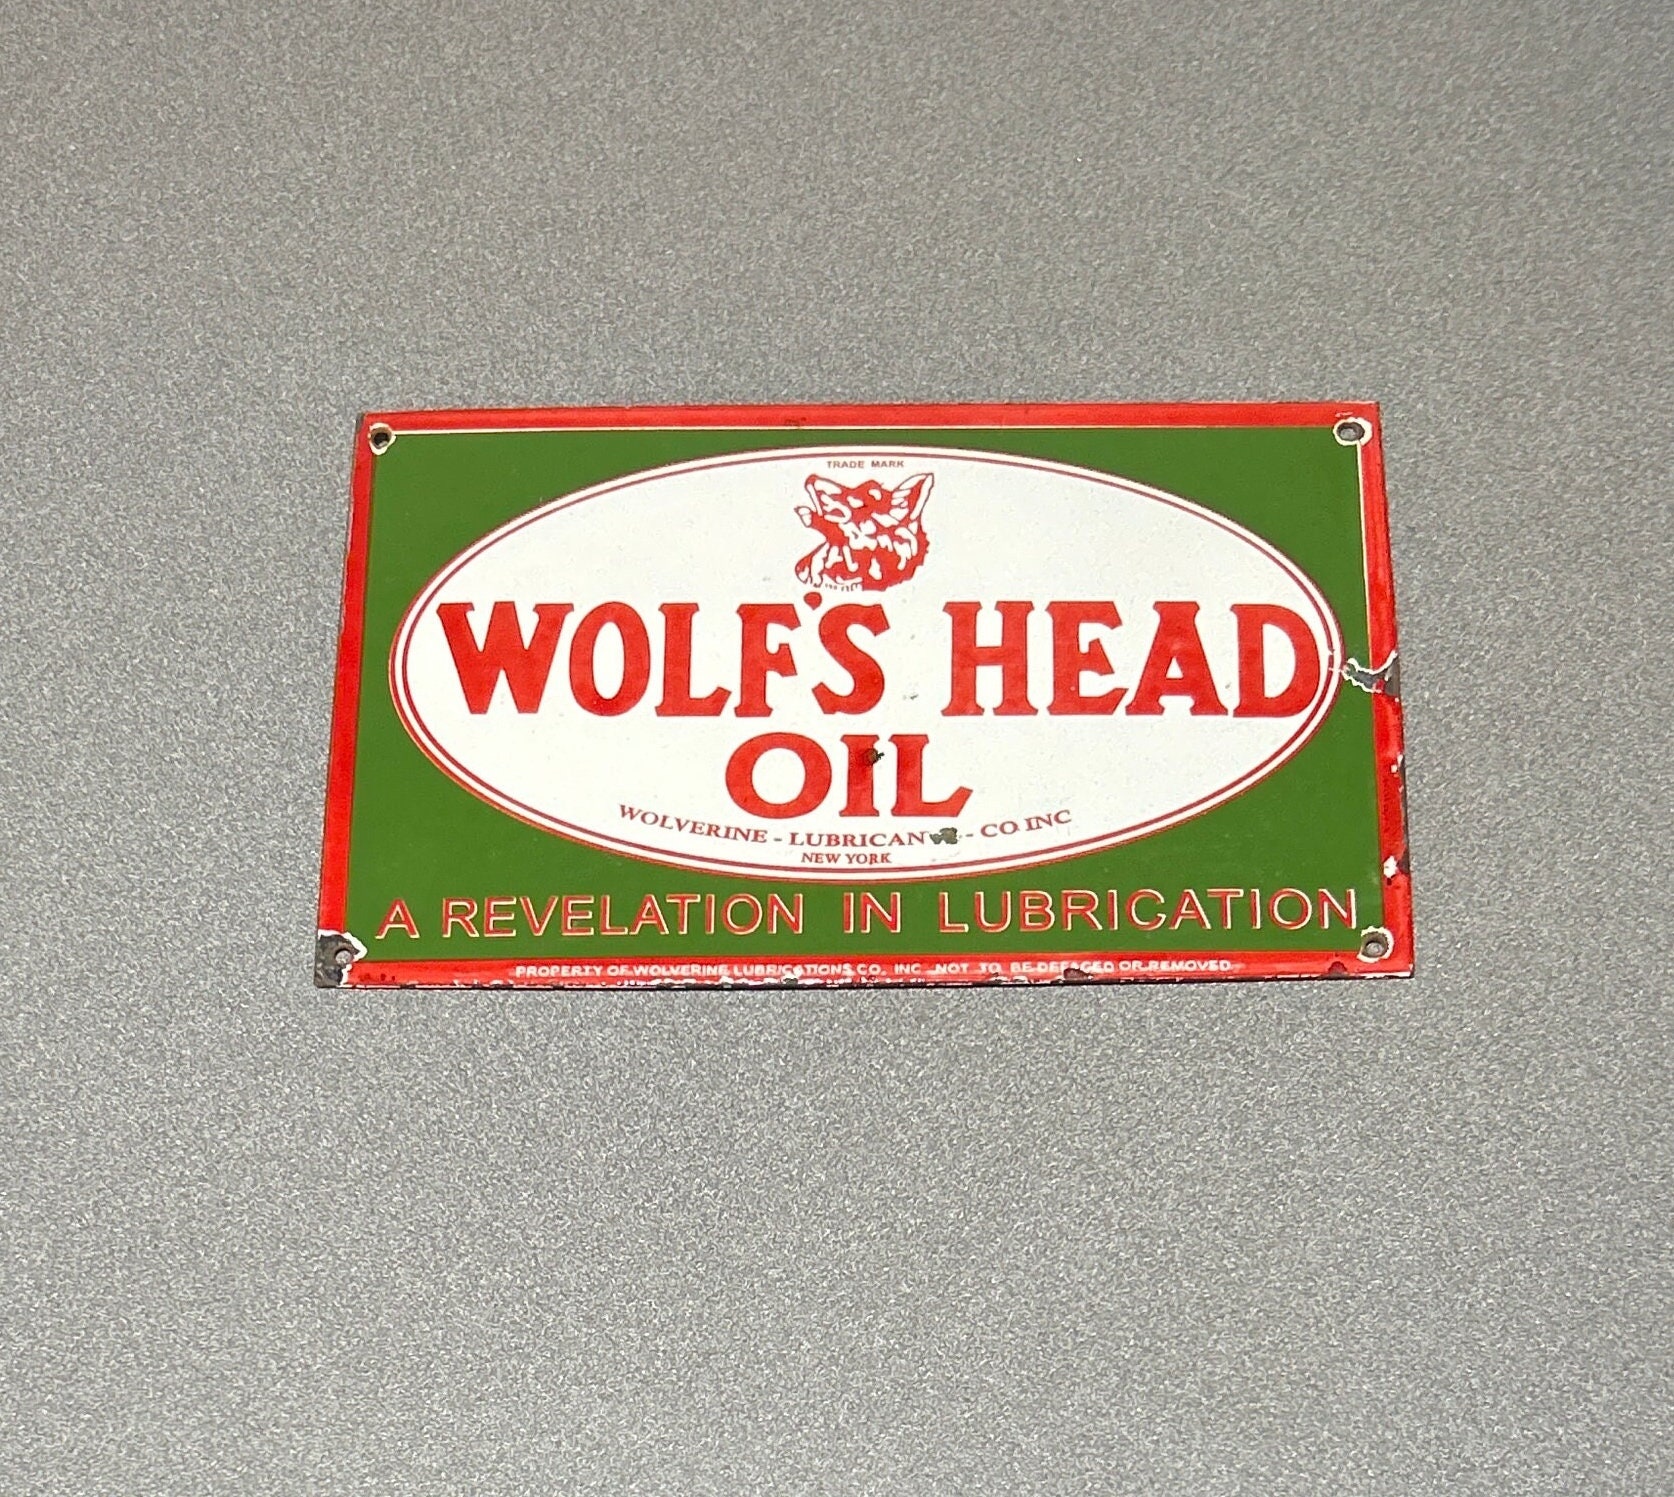 TRADE MARK
WOLF'S HEAD
OIL
WOLVERINE - LUBRICAN - CO INC
NEW YORK
A REVELATION IN LUBRICATION
PROPERTY OF WOLVERINE LUBRICATIONS CO. INC NOT TO BE DEFACED OR REMOVED